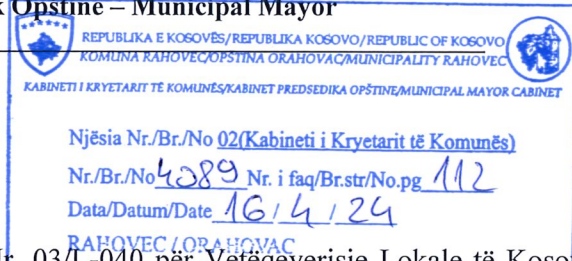 k Opštine – Municipal Mayor
REPUBLIKA E KOSOVËS/REPUBLIKA KOSOVO/REPUBLIC OF KOSOVO
KOMUNA RAHOVEC/OPŠTINA ORAHOVAC/MUNICIPALITY RAHOVEC
KABINETI I KRYETARIT TË KOMUNËS/KABINET PREDSEDIKA OPŠTINE/MUNICIPAL MAYOR CABINET
Njësia Nr./Br./No 02(Kabineti i Kryetarit të Komunës)
Nr./Br./No 4089 Nr. i faq/Br.str/No.pg 112
Data/Datum/Date 16/4/24
RAHOVEC/ORAHOVAC
Nr. 03/L-040 për Vetëqeverisje Lokale të Kosov